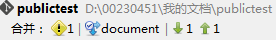 publictest D:\00230451\我的文档\publictest
合并： 1 | document | 1 1